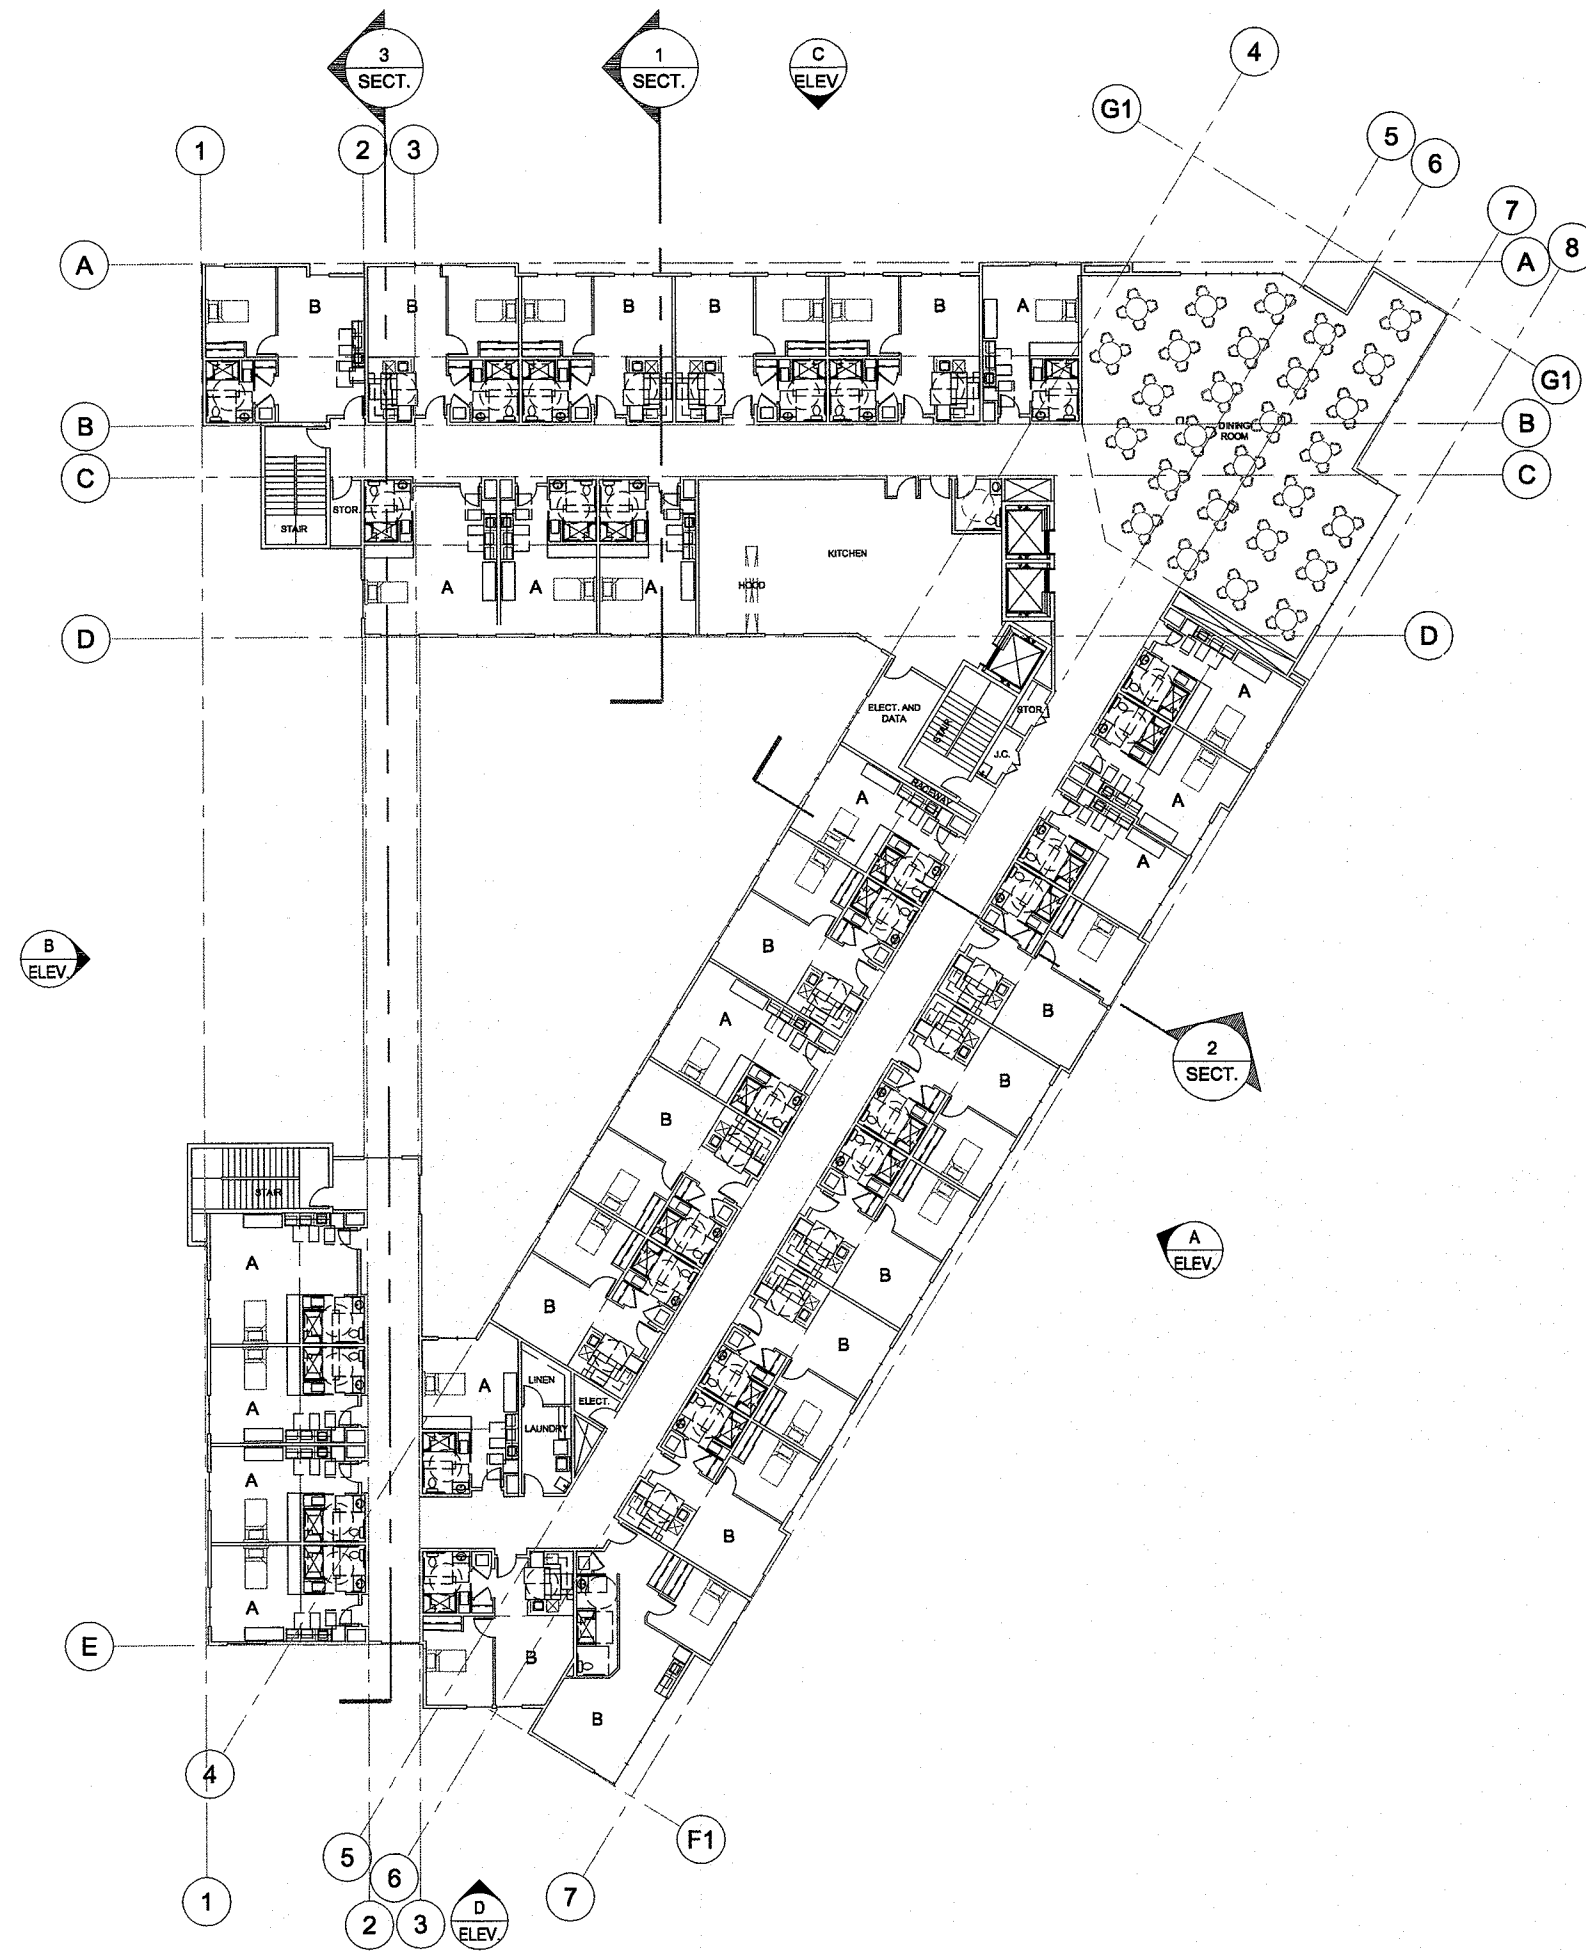 3
SECT.
1
SECT.
C
ELEV.
4
G1
1
2
3
5
6
7
8
A
A
B
B
B
B
B
A
G1
B
DINING
ROOM
B
C
C
STOR.
STAIR
KITCHEN
HOOD
A
A
A
D
D
ELECT. AND
DATA
STAIR
STOR.
J.C.
RACEWAY
A
A
A
A
B
B
ELEV.
A
B
2
SECT.
B
B
STAIR
A
ELEV.
A
B
B
B
A
A
LINEN
ELECT.
LAUNDRY
A
B
A
E
B
B
4
5
6
F1
7
1
2
3
D
ELEV.